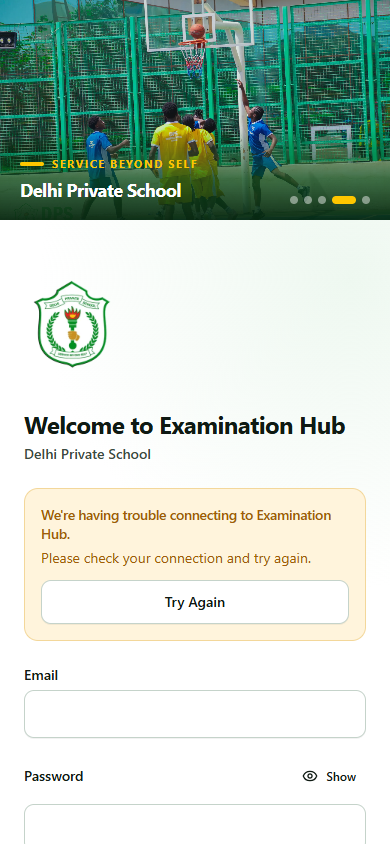 SERVICE BEYOND SELF
Delhi Private School
Welcome to Examination Hub
Delhi Private School
We're having trouble connecting to Examination
Hub.
Please check your connection and try again.
Try Again
Email
Password
Show